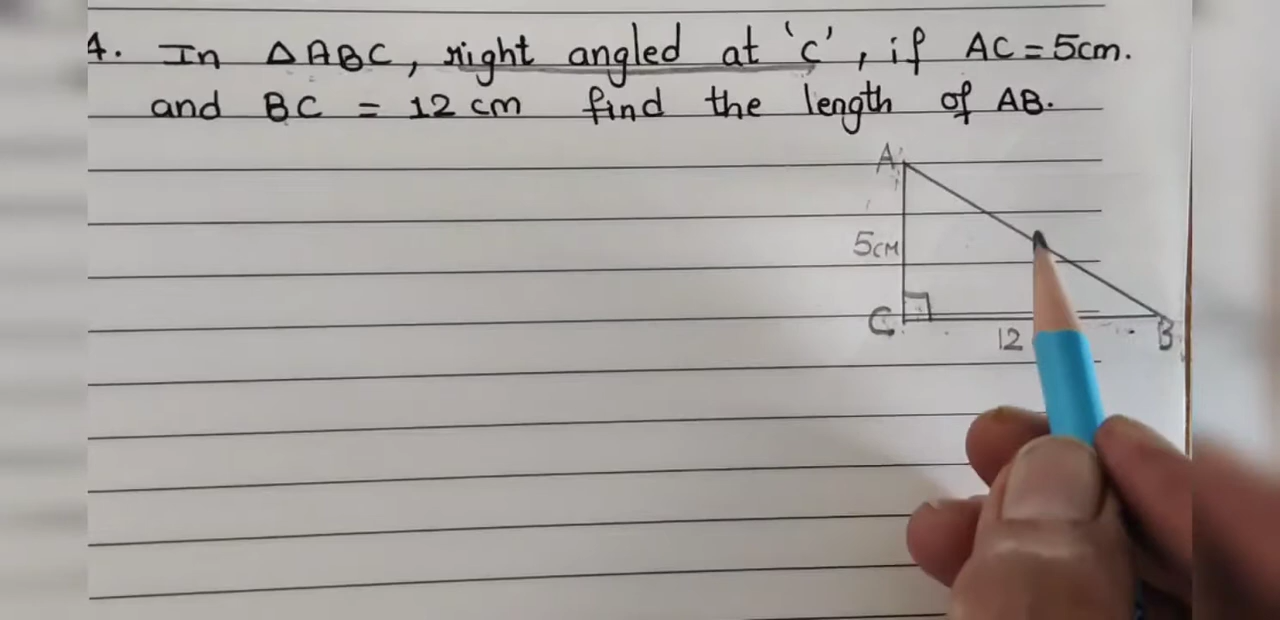 4. In △ABC, right angled at 'c', if AC = 5cm.
and BC = 12 cm find the length of AB.
A
5cm
C
12
B